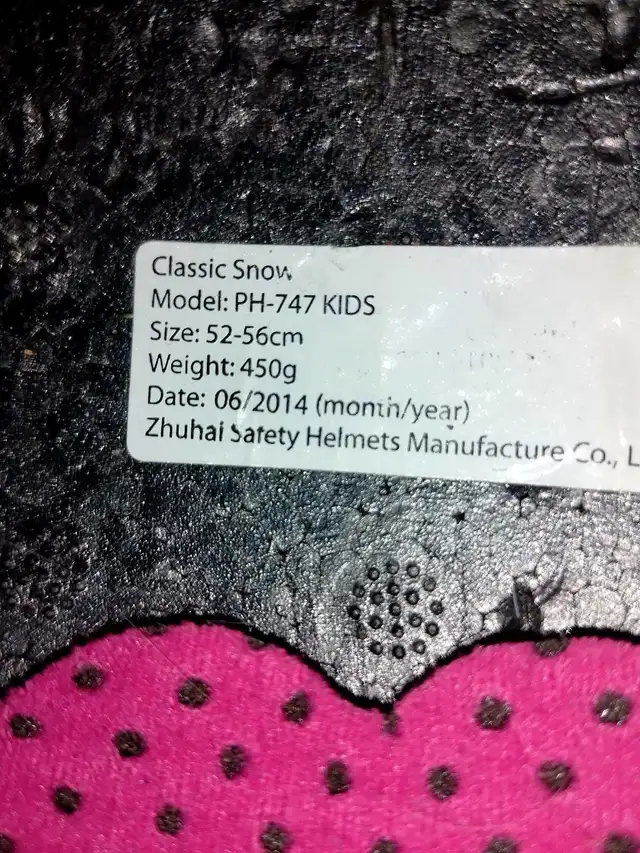 Classic Snow
Model: PH-747 KIDS
Size: 52-56cm
Weight: 450g
Date: 06/2014 (month/year)
Zhuhai Safety Helmets Manufacture Co., L